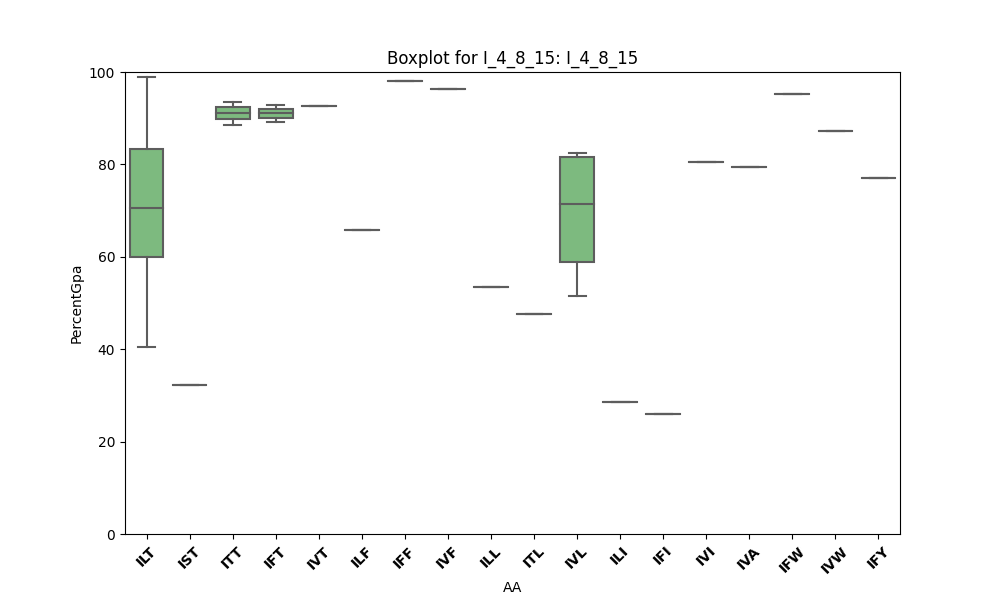 Boxplot for I_4_8_15: I_4_8_15
100
80
60
40
20
0
PercentGpa
ILT IST ITT IFT IVT ILF IFF IVF ILL ITL IVL ILI IFI IVI IVA IFW IVW IFY
AA